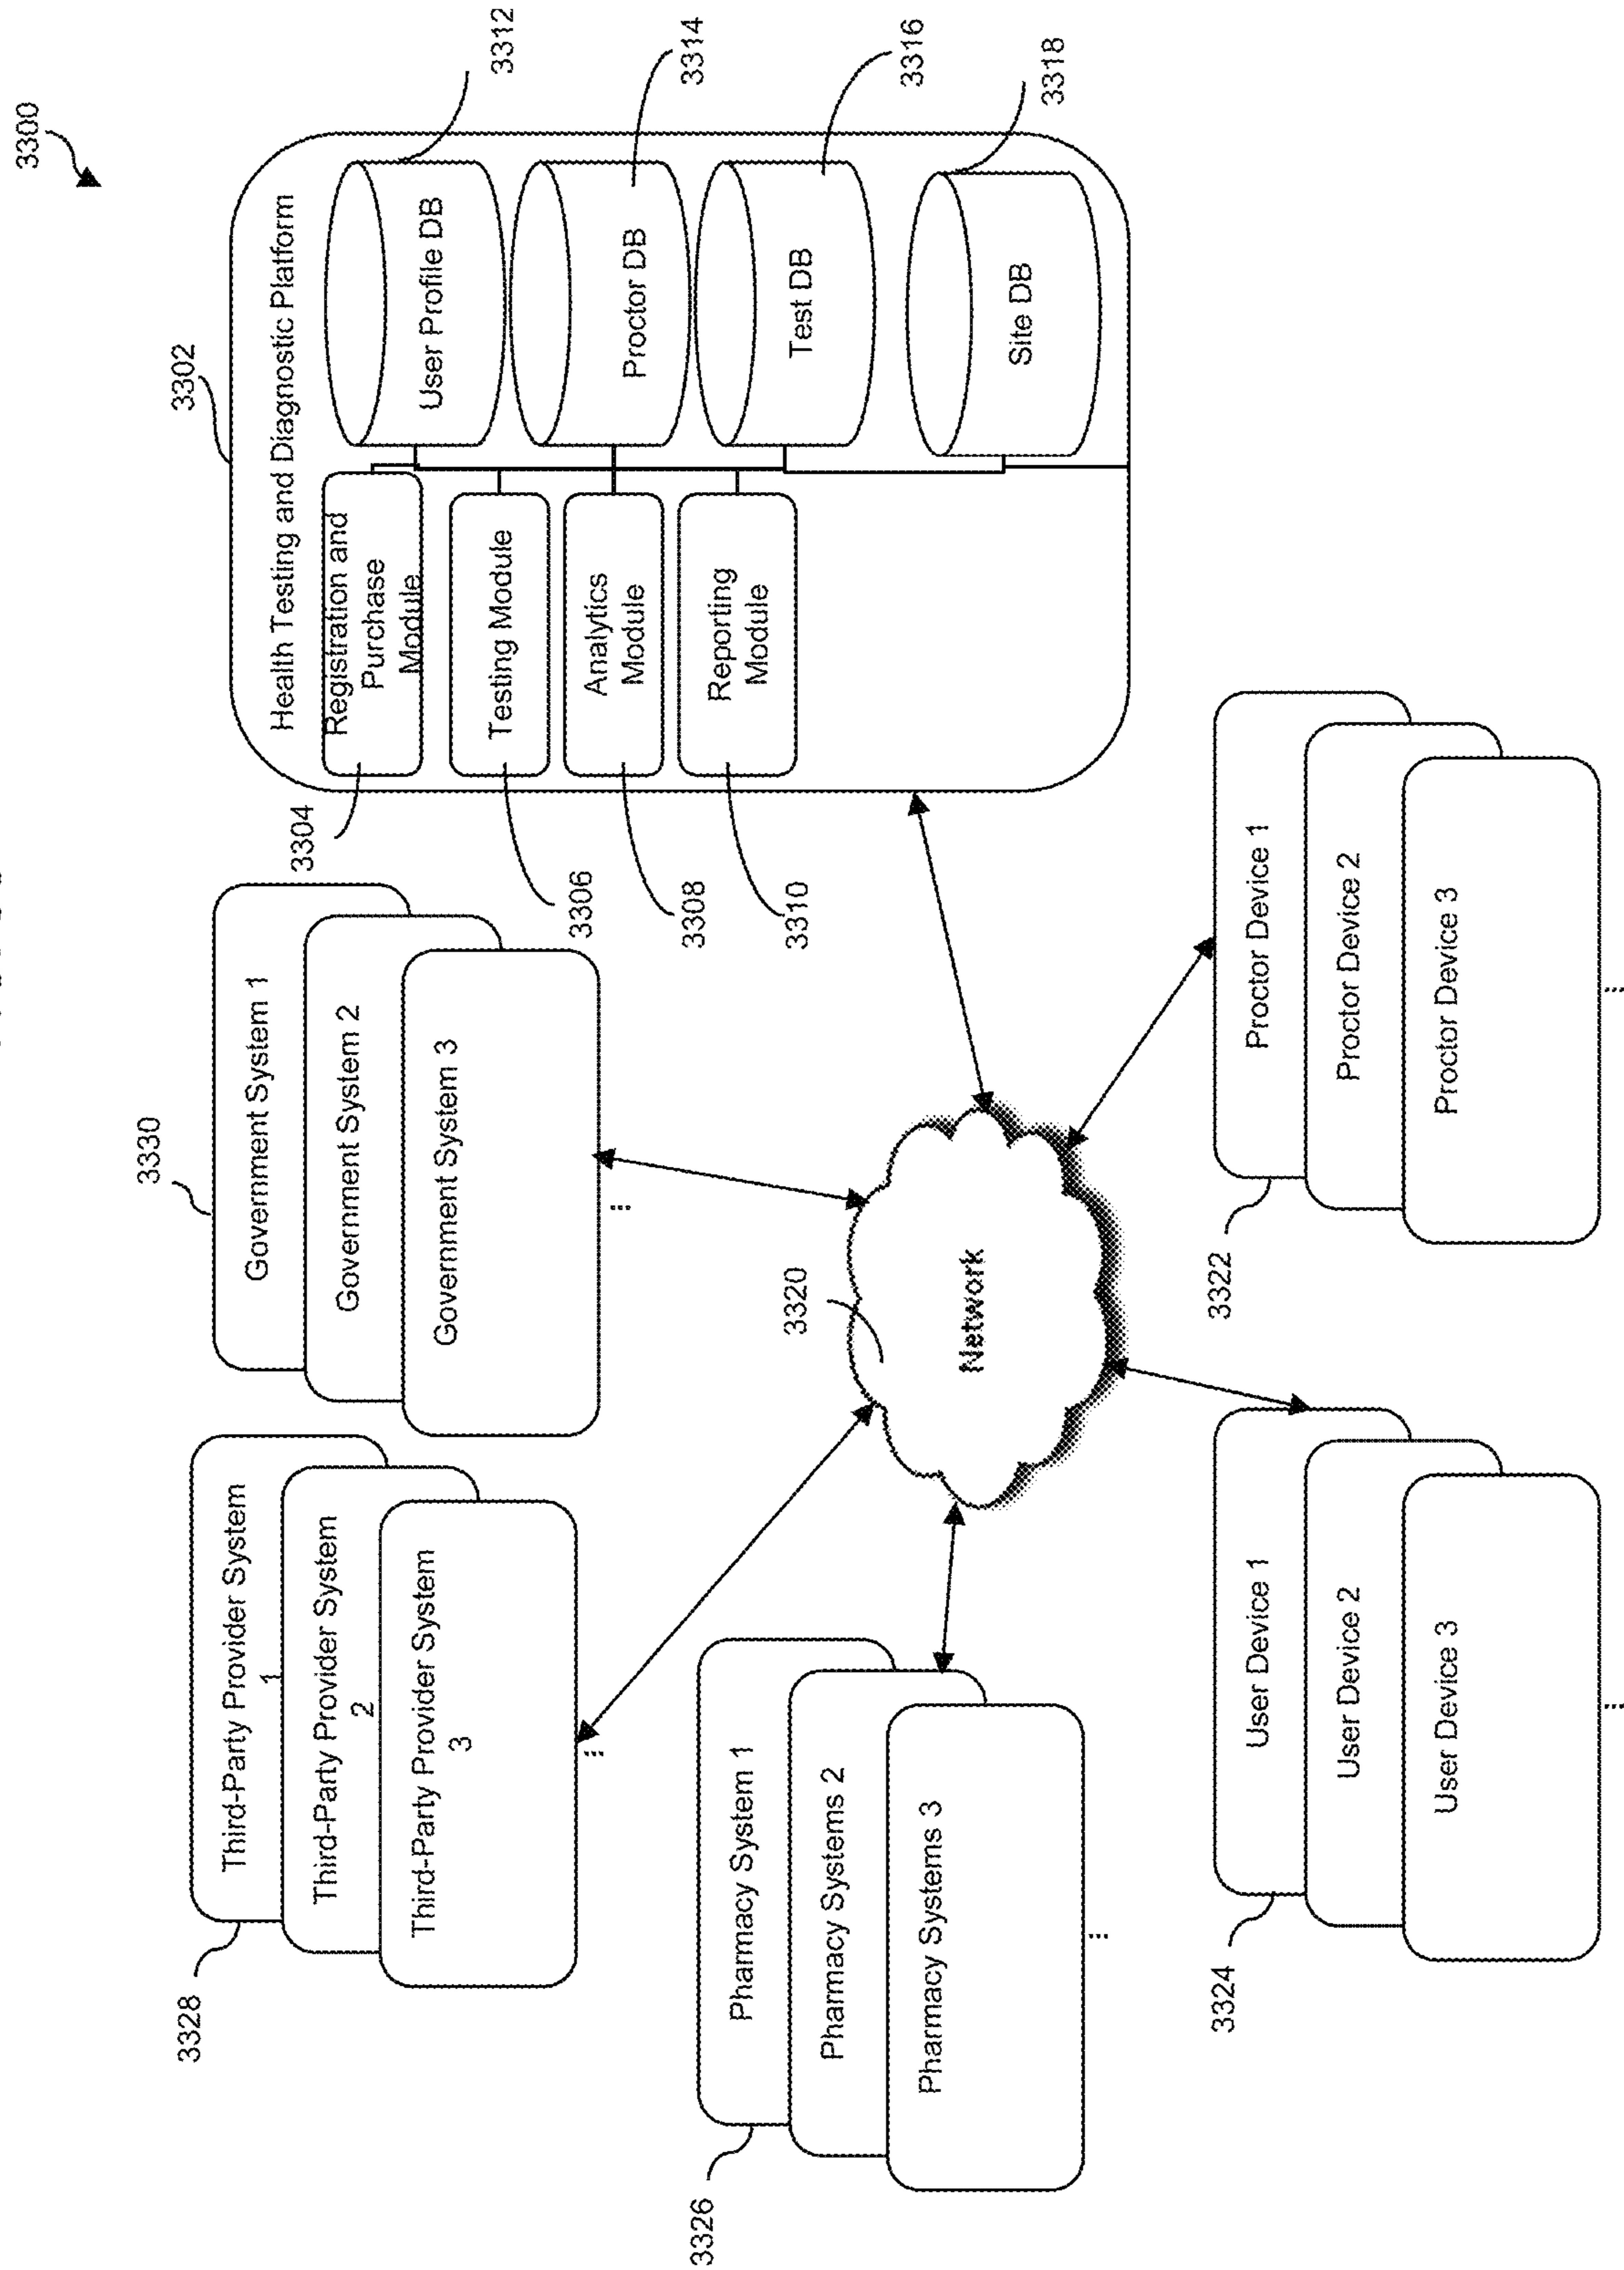 3300
3302
Health Testing and Diagnostic Platform
Registration and
Purchase
Module
3304
Testing Module
3306
Analytics
Module
3308
Reporting
Module
3310
User Profile DB
3312
Proctor DB
3314
Test DB
3316
Site DB
3318
3330
Government System 1
Government System 2
Government System 3
...
3328
Third-Party Provider System
1
Third-Party Provider System
2
Third-Party Provider System
3
...
3320
Network
3326
Pharmacy System 1
Pharmacy Systems 2
Pharmacy Systems 3
...
3324
User Device 1
User Device 2
User Device 3
...
3322
Proctor Device 1
Proctor Device 2
Proctor Device 3
...